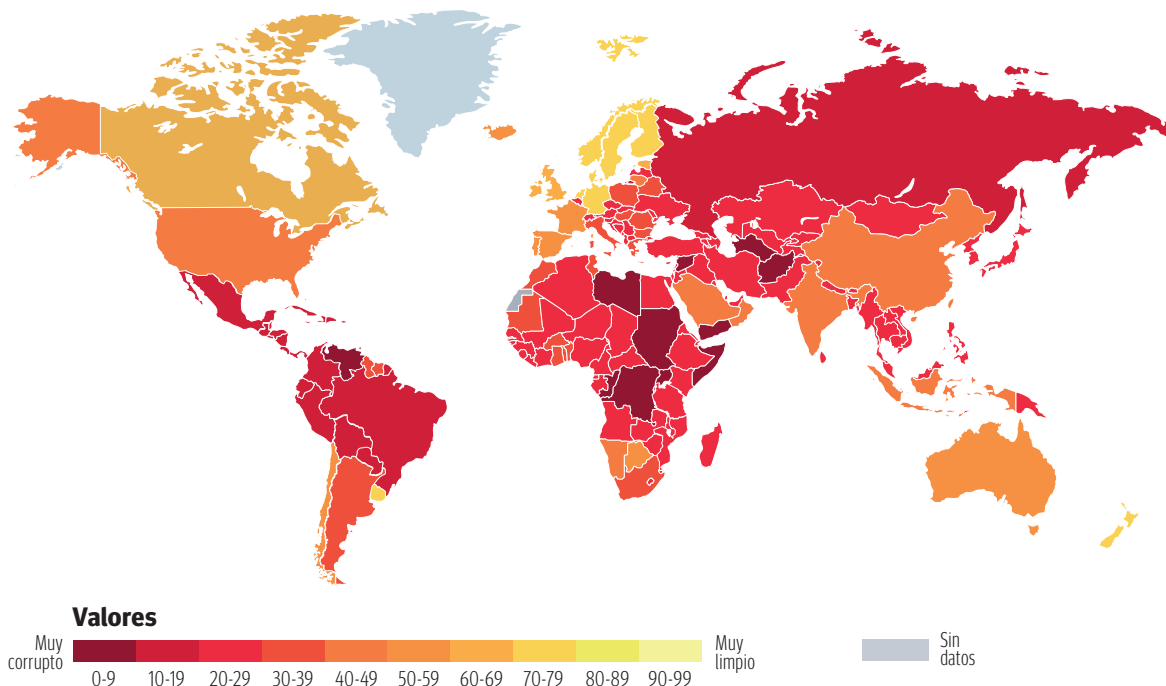 Valores
Muy
corrupto
0-9 10-19 20-29 30-39 40-49 50-59 60-69 70-79 80-89 90-99
Muy
limpio
Sin
datos